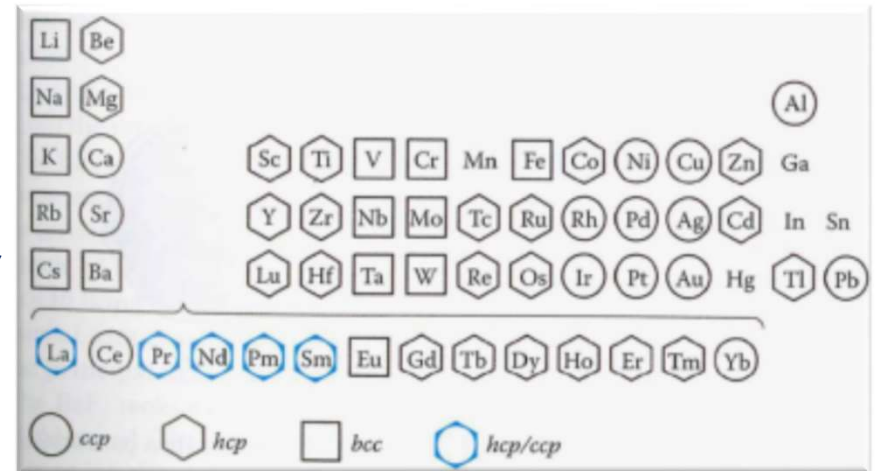 Li Be
Na Mg Al
K Ca Sc Ti V Cr Mn Fe Co Ni Cu Zn Ga
Rb Sr Y Zr Nb Mo Tc Ru Rh Pd Ag Cd In Sn
Cs Ba Lu Hf Ta W Re Os Ir Pt Au Hg Tl Pb
La Ce Pr Nd Pm Sm Eu Gd Tb Dy Ho Er Tm Yb
ccp hcp bcc hcp/ccp